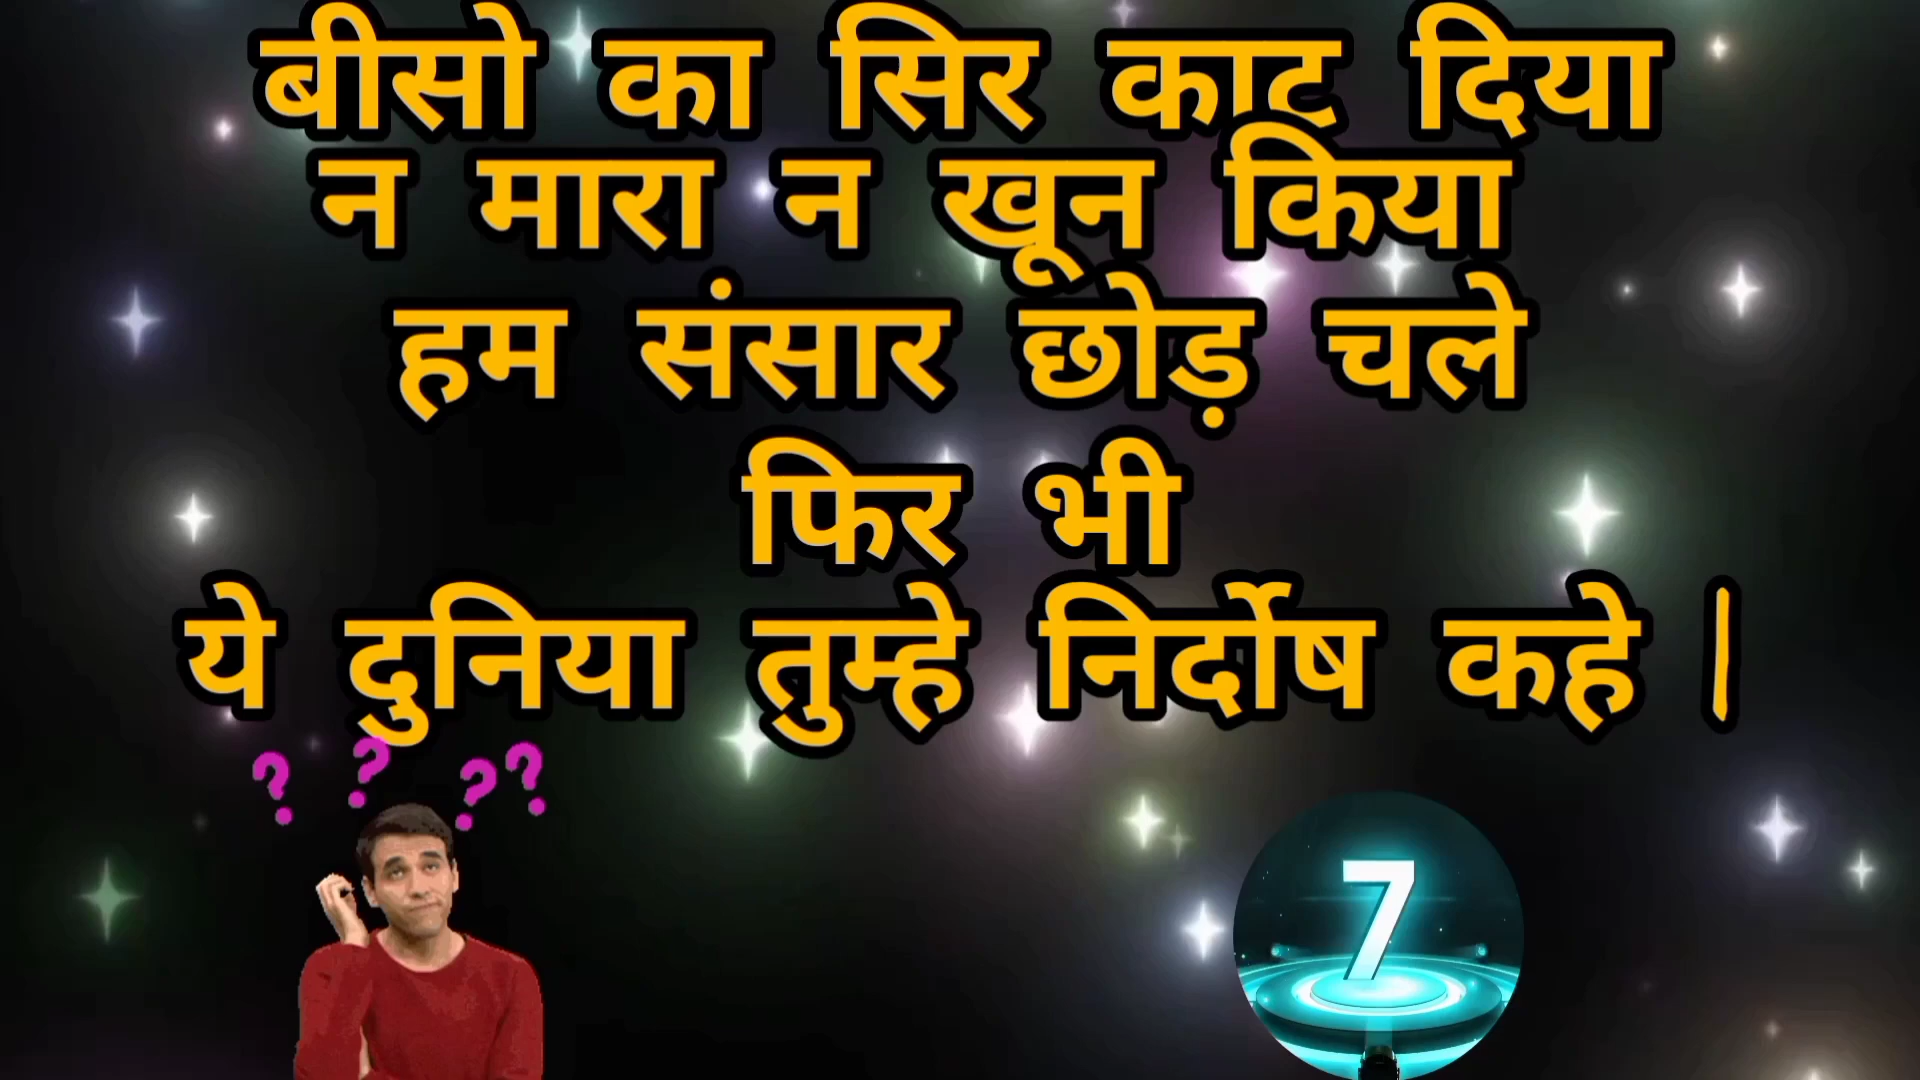 बीसो का सिर काट दिया
न मारा न खून किया
हम संसार छोड़ चले
फिर भी
ये दुनिया तुम्हे निर्दोष कहे |
? ? ? ?
7